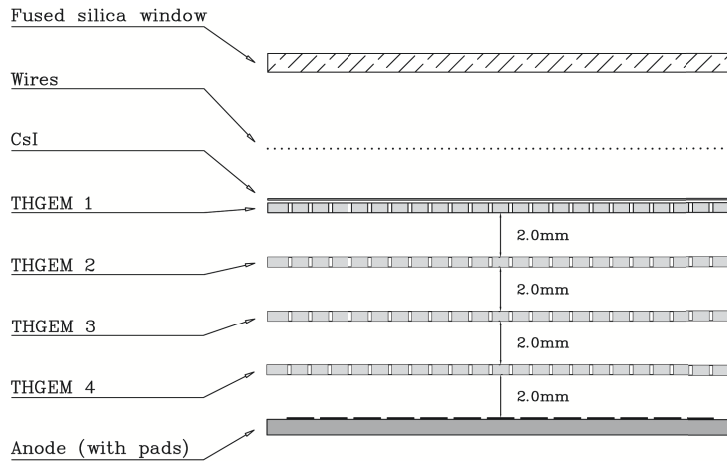 Fused silica window
Wires
CsI
THGEM 1
2.0mm
THGEM 2
2.0mm
THGEM 3
2.0mm
THGEM 4
2.0mm
Anode (with pads)